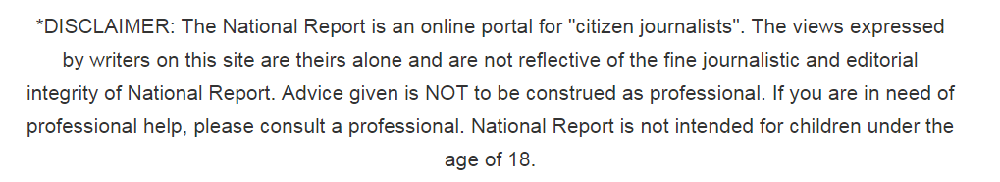 *DISCLAIMER: The National Report is an online portal for "citizen journalists". The views expressed
by writers on this site are theirs alone and are not reflective of the fine journalistic and editorial
integrity of National Report. Advice given is NOT to be construed as professional. If you are in need of
professional help, please consult a professional. National Report is not intended for children under the
age of 18.